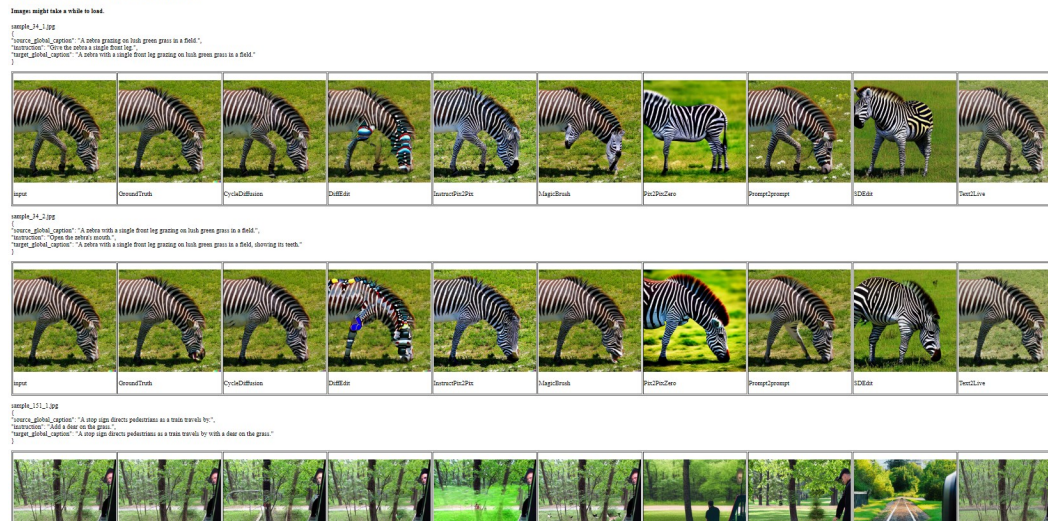 Images might take a while to load.
sample_34_1.jpg
{
"source_global_caption": "A zebra grazing on lush green grass in a field.",
"instruction": "Give the zebra a single front leg.",
"target_global_caption": "A zebra with a single front leg grazing on lush green grass in a field."
}
input GroundTruth CycleDiffusion DiffEdit InstructPix2Pix MagicBrush Pix2PixZero Prompt2prompt SDEdit Text2Live
sample_34_2.jpg
{
"source_global_caption": "A zebra with a single front leg grazing on lush green grass in a field.",
"instruction": "Open the zebra's mouth.",
"target_global_caption": "A zebra with a single front leg grazing on lush green grass in a field, showing its teeth."
}
input GroundTruth CycleDiffusion DiffEdit InstructPix2Pix MagicBrush Pix2PixZero Prompt2prompt SDEdit Text2Live
sample_151_1.jpg
{
"source_global_caption": "A stop sign directs pedestrians as a train travels by.",
"instruction": "Add a dear on the grass.",
"target_global_caption": "A stop sign directs pedestrians as a train travels by with a dear on the grass."
}